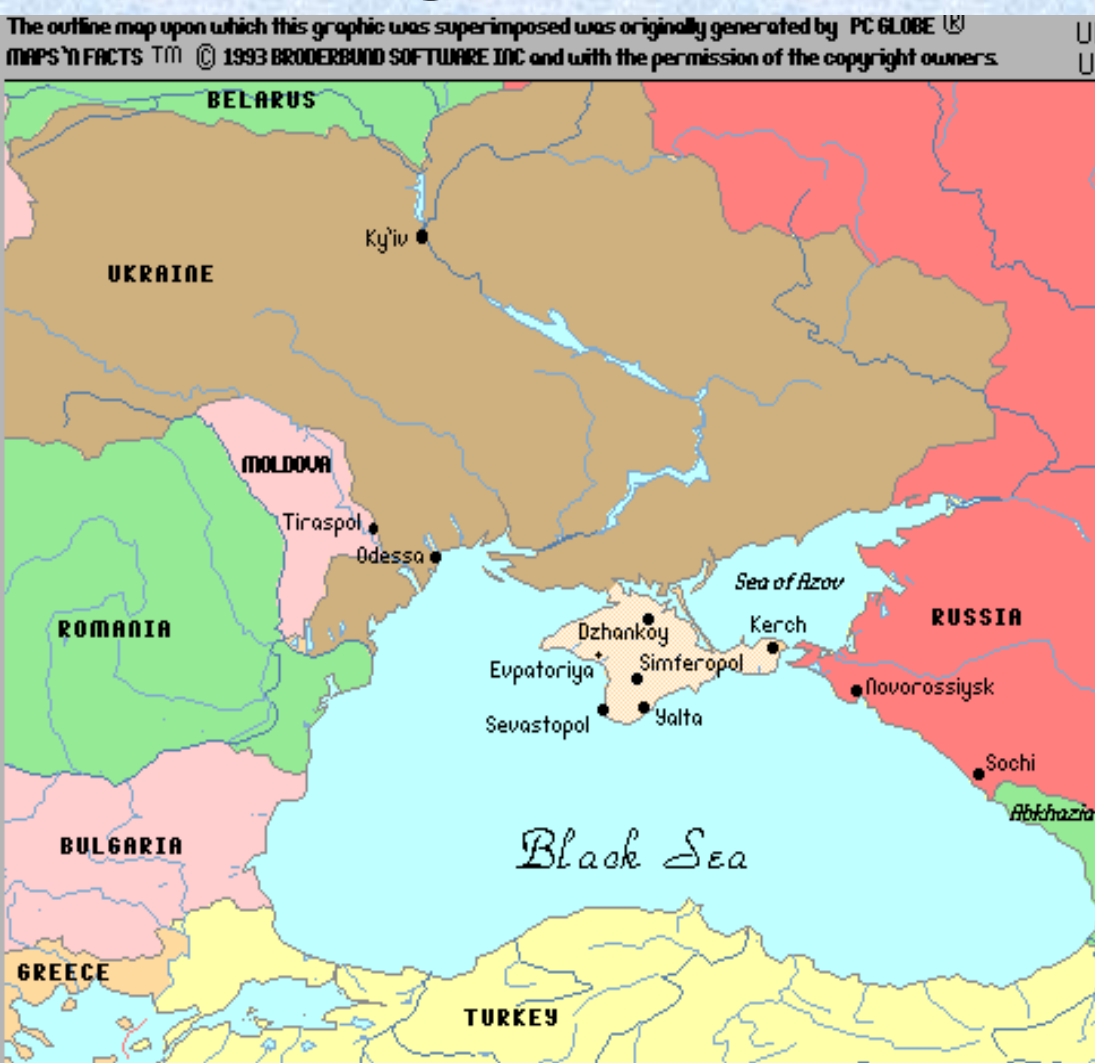 The outline map upon which this graphic was superimposed was originally generated by PC GLOBE ®
MAPS 'N FACTS TM © 1993 BRODERBUND SOFTWARE INC and with the permission of the copyright owners.
BELARUS
Ky'iv
UKRAINE
MOLDOVA
Tiraspol
Odessa
Sea of Azov
ROMANIA
RUSSIA
Dzhankoy
Kerch
Evpatoriya
Simferopol
Novorossiysk
Sevastopol
Yalta
Sochi
Abkhazia
BULGARIA
Black Sea
GREECE
TURKEY